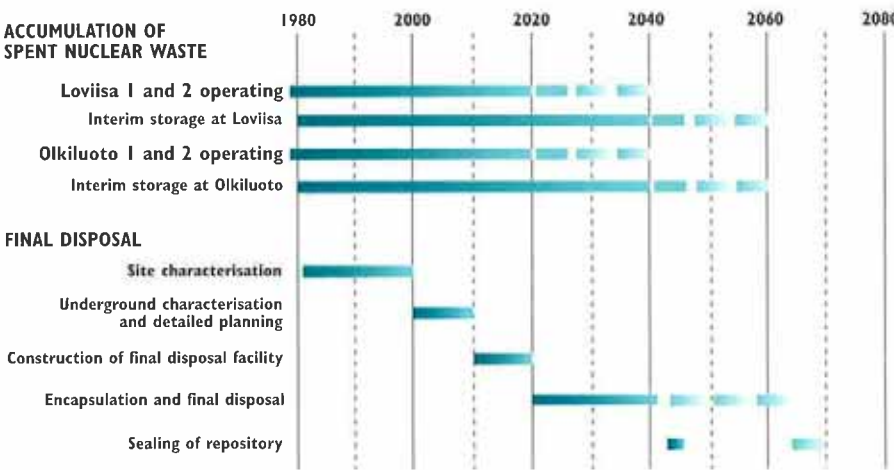 1980 2000 2020 2040 2060 2080
ACCUMULATION OF
SPENT NUCLEAR WASTE
Loviisa 1 and 2 operating
Interim storage at Loviisa
Olkiluoto 1 and 2 operating
Interim storage at Olkiluoto
FINAL DISPOSAL
Site characterisation
Underground characterisation
and detailed planning
Construction of final disposal facility
Encapsulation and final disposal
Sealing of repository